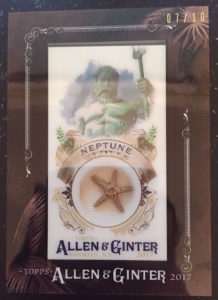 07/10
NEPTUNE
ALLEN & GINTER
TOPPS ALLEN & GINTER 2017